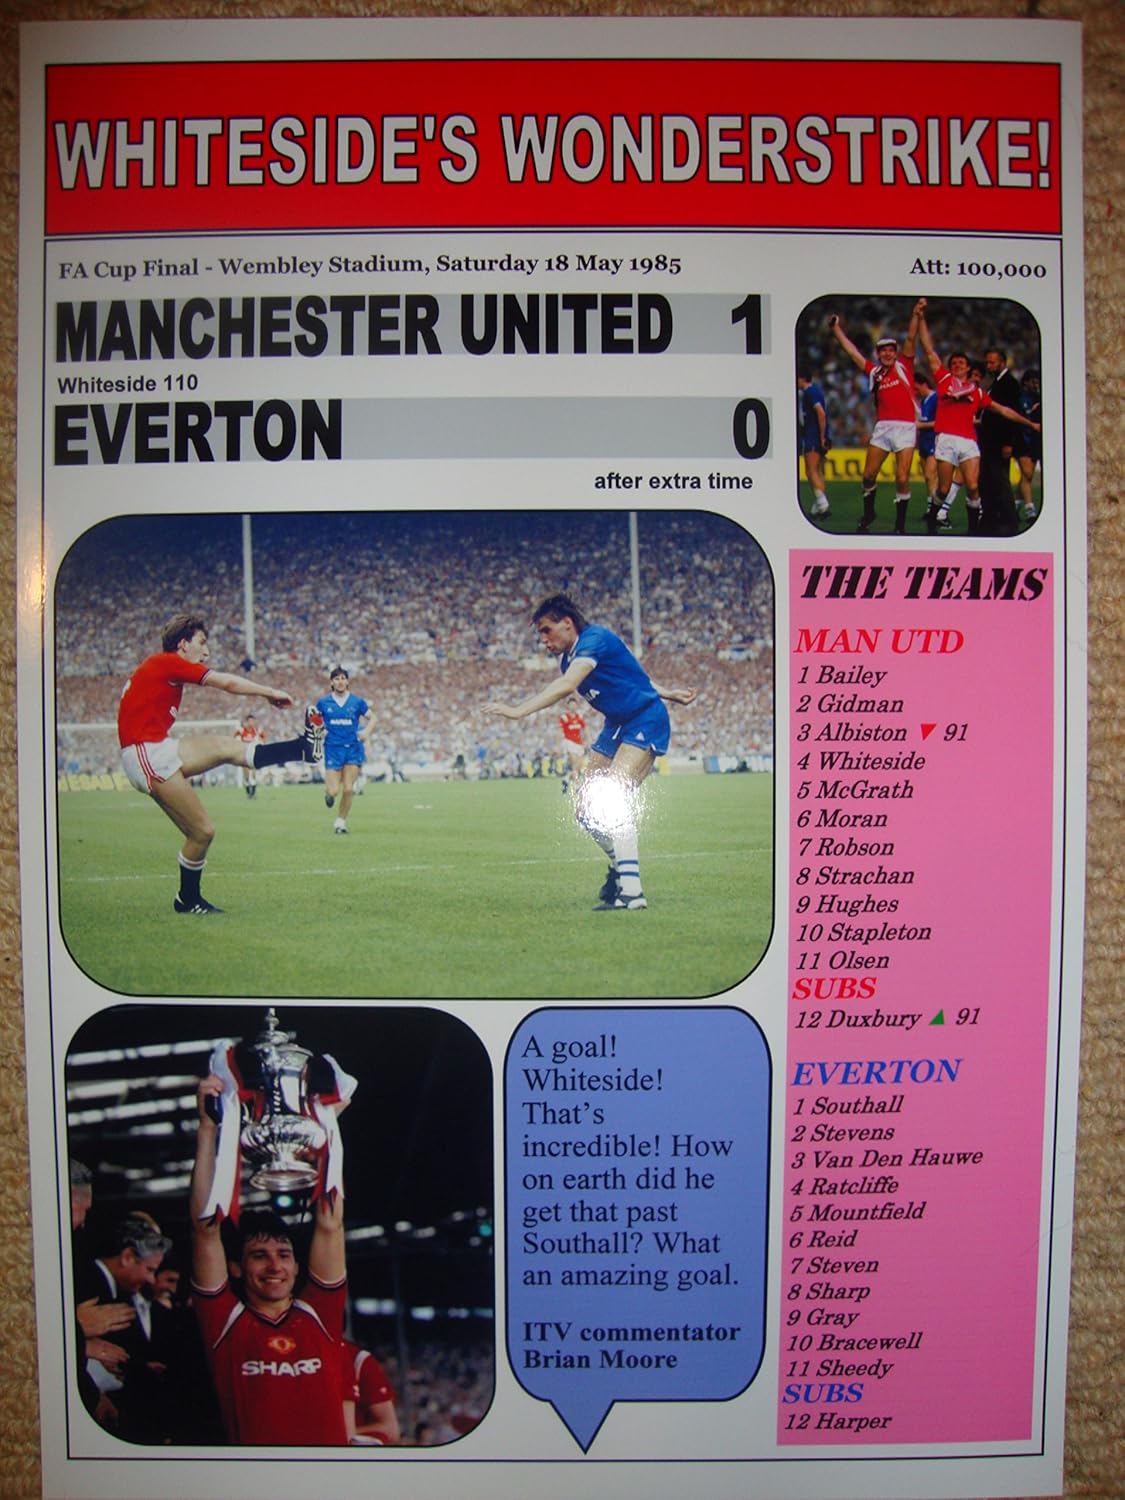 WHITESIDE'S WONDERSTRIKE!
FA Cup Final - Wembley Stadium, Saturday 18 May 1985
Att: 100,000
MANCHESTER UNITED 1
Whiteside 110
EVERTON 0
after extra time
A goal!
Whiteside!
That's
incredible! How
on earth did he
get that past
Southall? What
an amazing goal.
ITV commentator
Brian Moore
SHARP
THE TEAMS
MAN UTD
1 Bailey
2 Gidman
3 Albiston ▼ 91
4 Whiteside
5 McGrath
6 Moran
7 Robson
8 Strachan
9 Hughes
10 Stapleton
11 Olsen
SUBS
12 Duxbury ▲ 91
EVERTON
1 Southall
2 Stevens
3 Van Den Hauwe
4 Ratcliffe
5 Mountfield
6 Reid
7 Steven
8 Sharp
9 Gray
10 Bracewell
11 Sheedy
SUBS
12 Harper